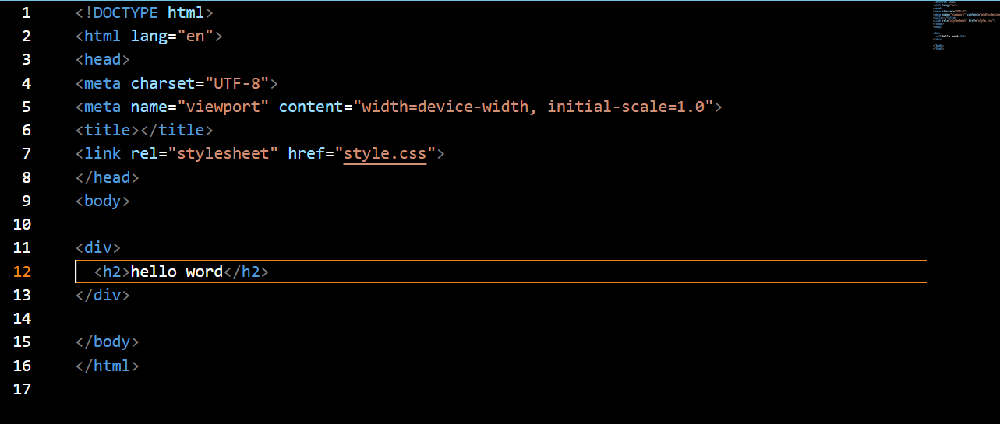 1 <!DOCTYPE html>
2 <html lang="en">
3 <head>
4 <meta charset="UTF-8">
5 <meta name="viewport" content="width=device-width, initial-scale=1.0">
6 <title></title>
7 <link rel="stylesheet" href="style.css">
8 </head>
9 <body>
10
11 <div>
12   <h2>hello word</h2>
13 </div>
14
15 </body>
16 </html>
17